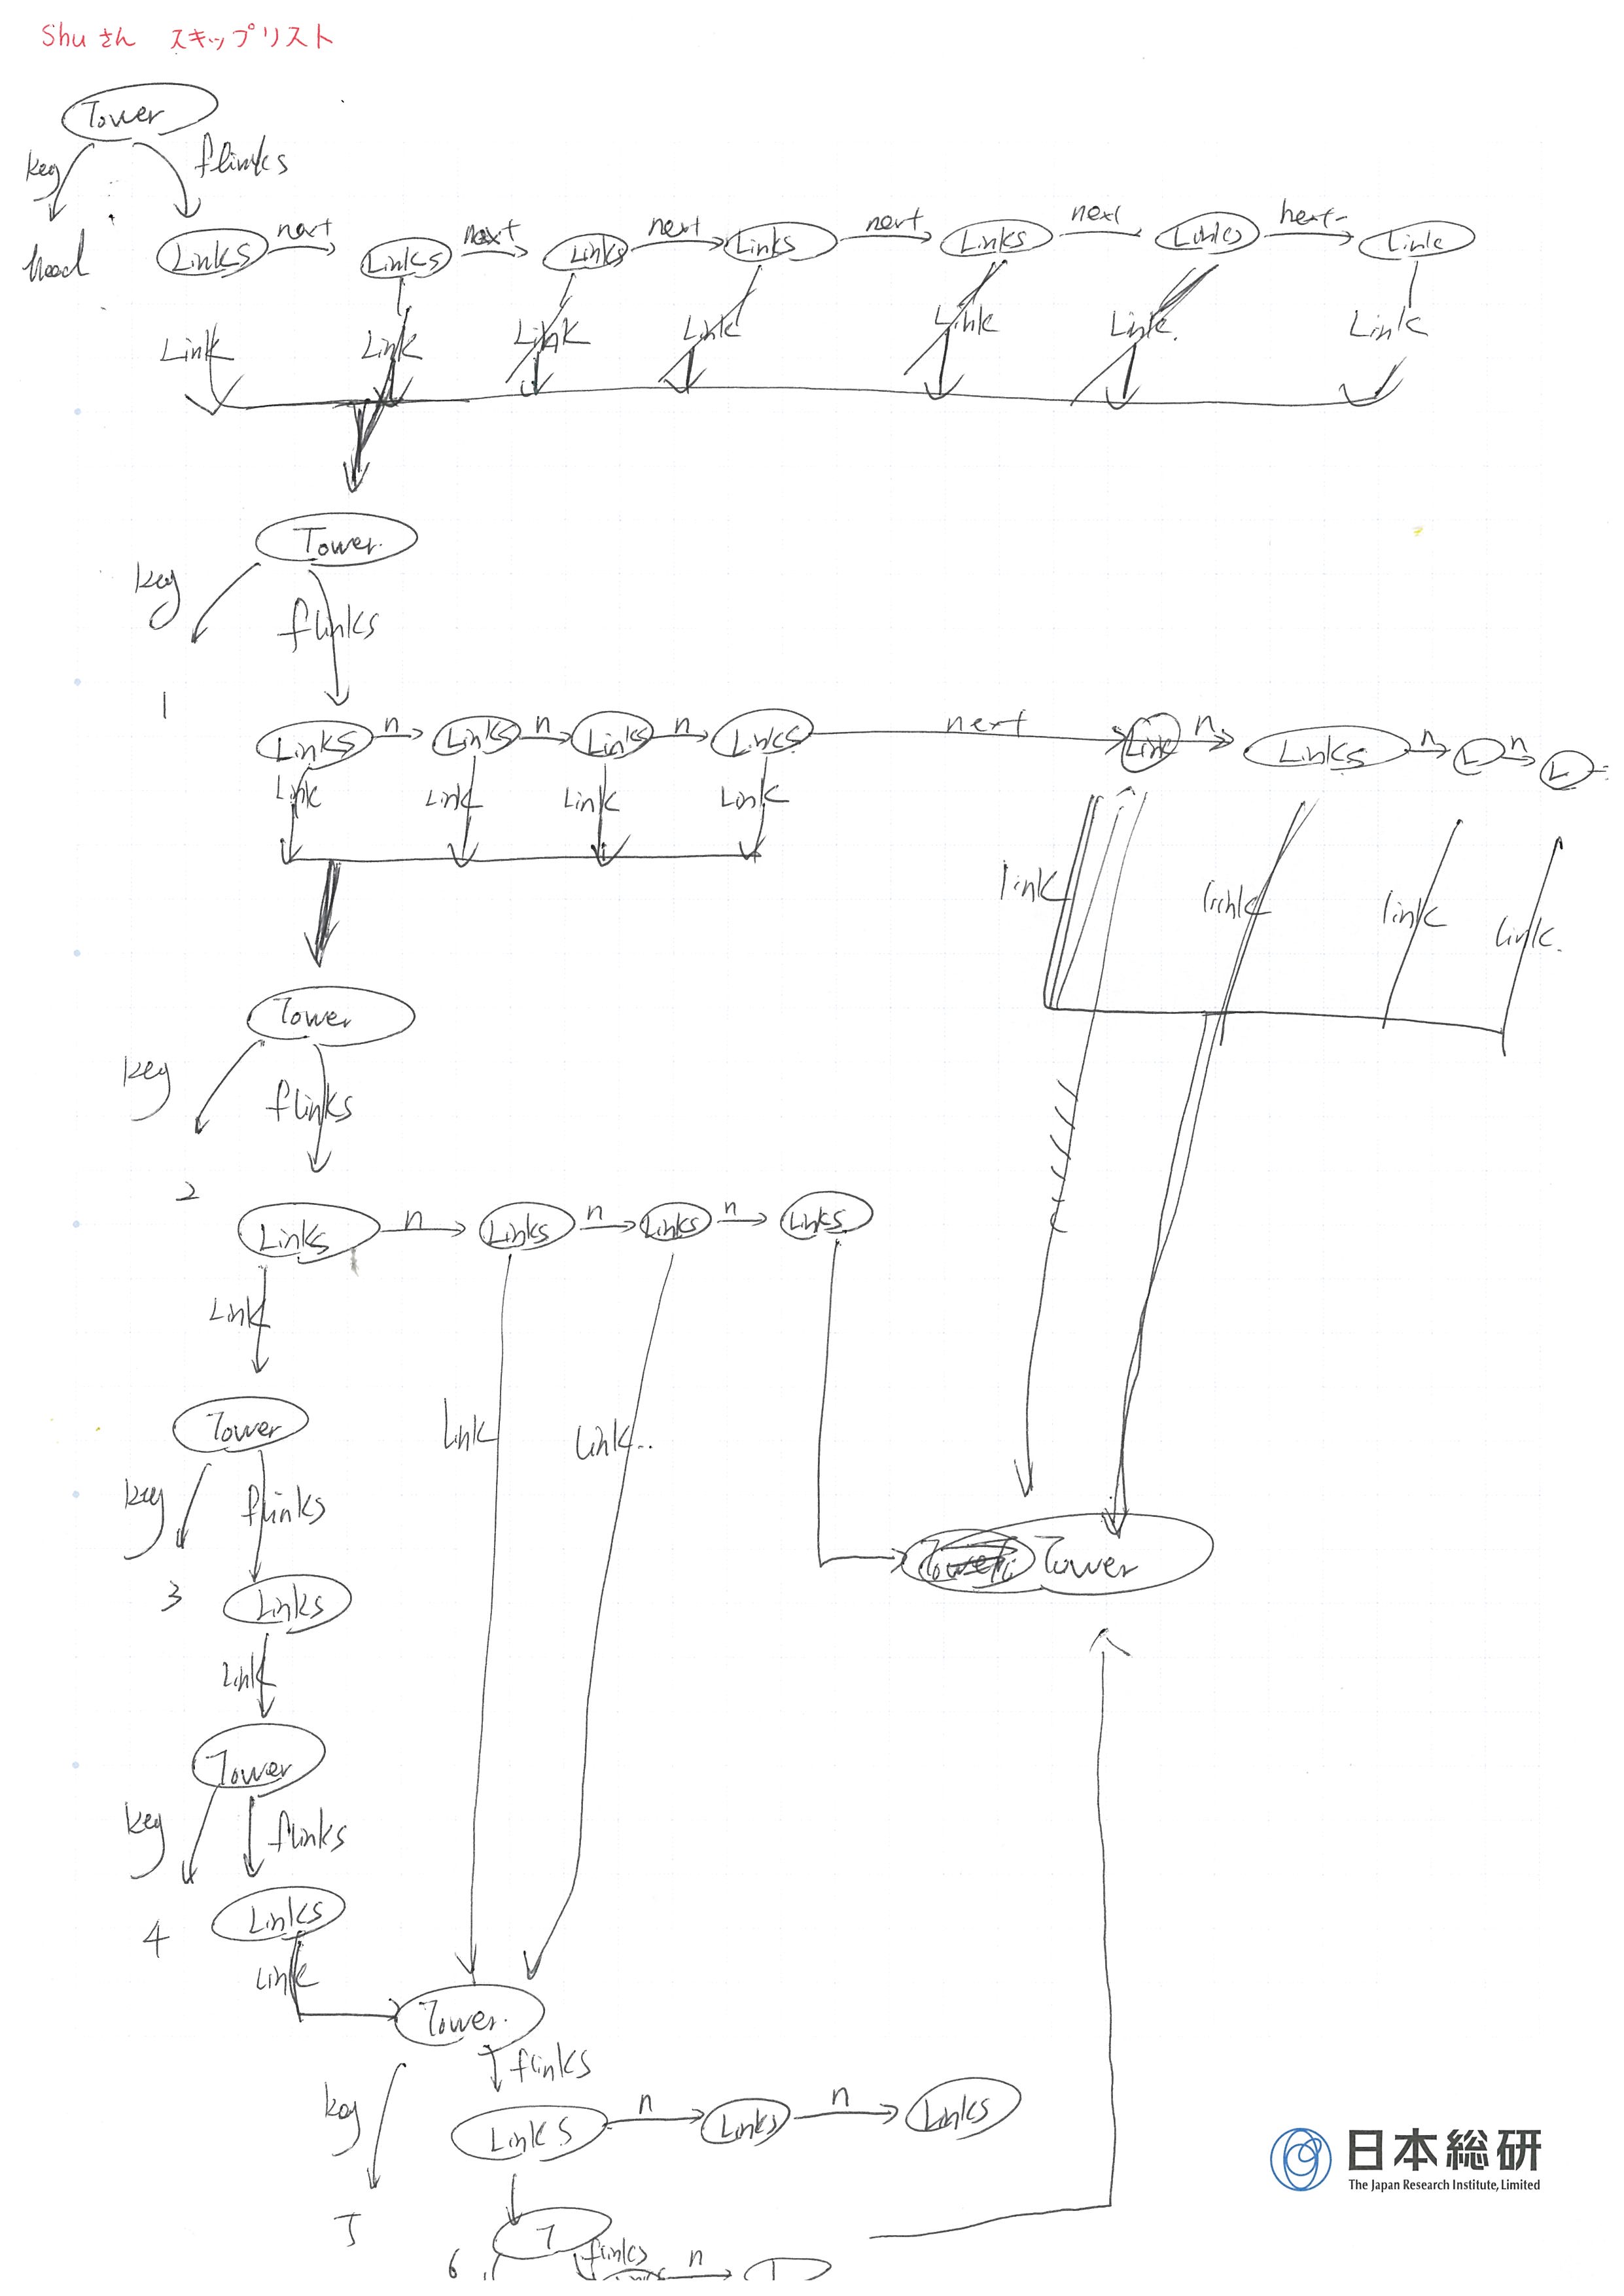 Shuさん スキップリスト
Tower
key flinks
head
Links next Links next Links next Links next Links next Links next Link
Link Link Link Link Link Link. Link
Tower.
key flinks
1
Links n Links n Links n Links next Link n Links n L n L
Link Link Link Link link link link link.
Tower
key flinks
2
Links n Links n Links n Links
Link
Tower link link..
key flinks
Tower
3 Links
Link
Tower
key flinks
4 Links
Link
Tower.
flinks
key
Links n Links n Links
日本総研
The Japan Research Institute, Limited
5
T
6 flinks n